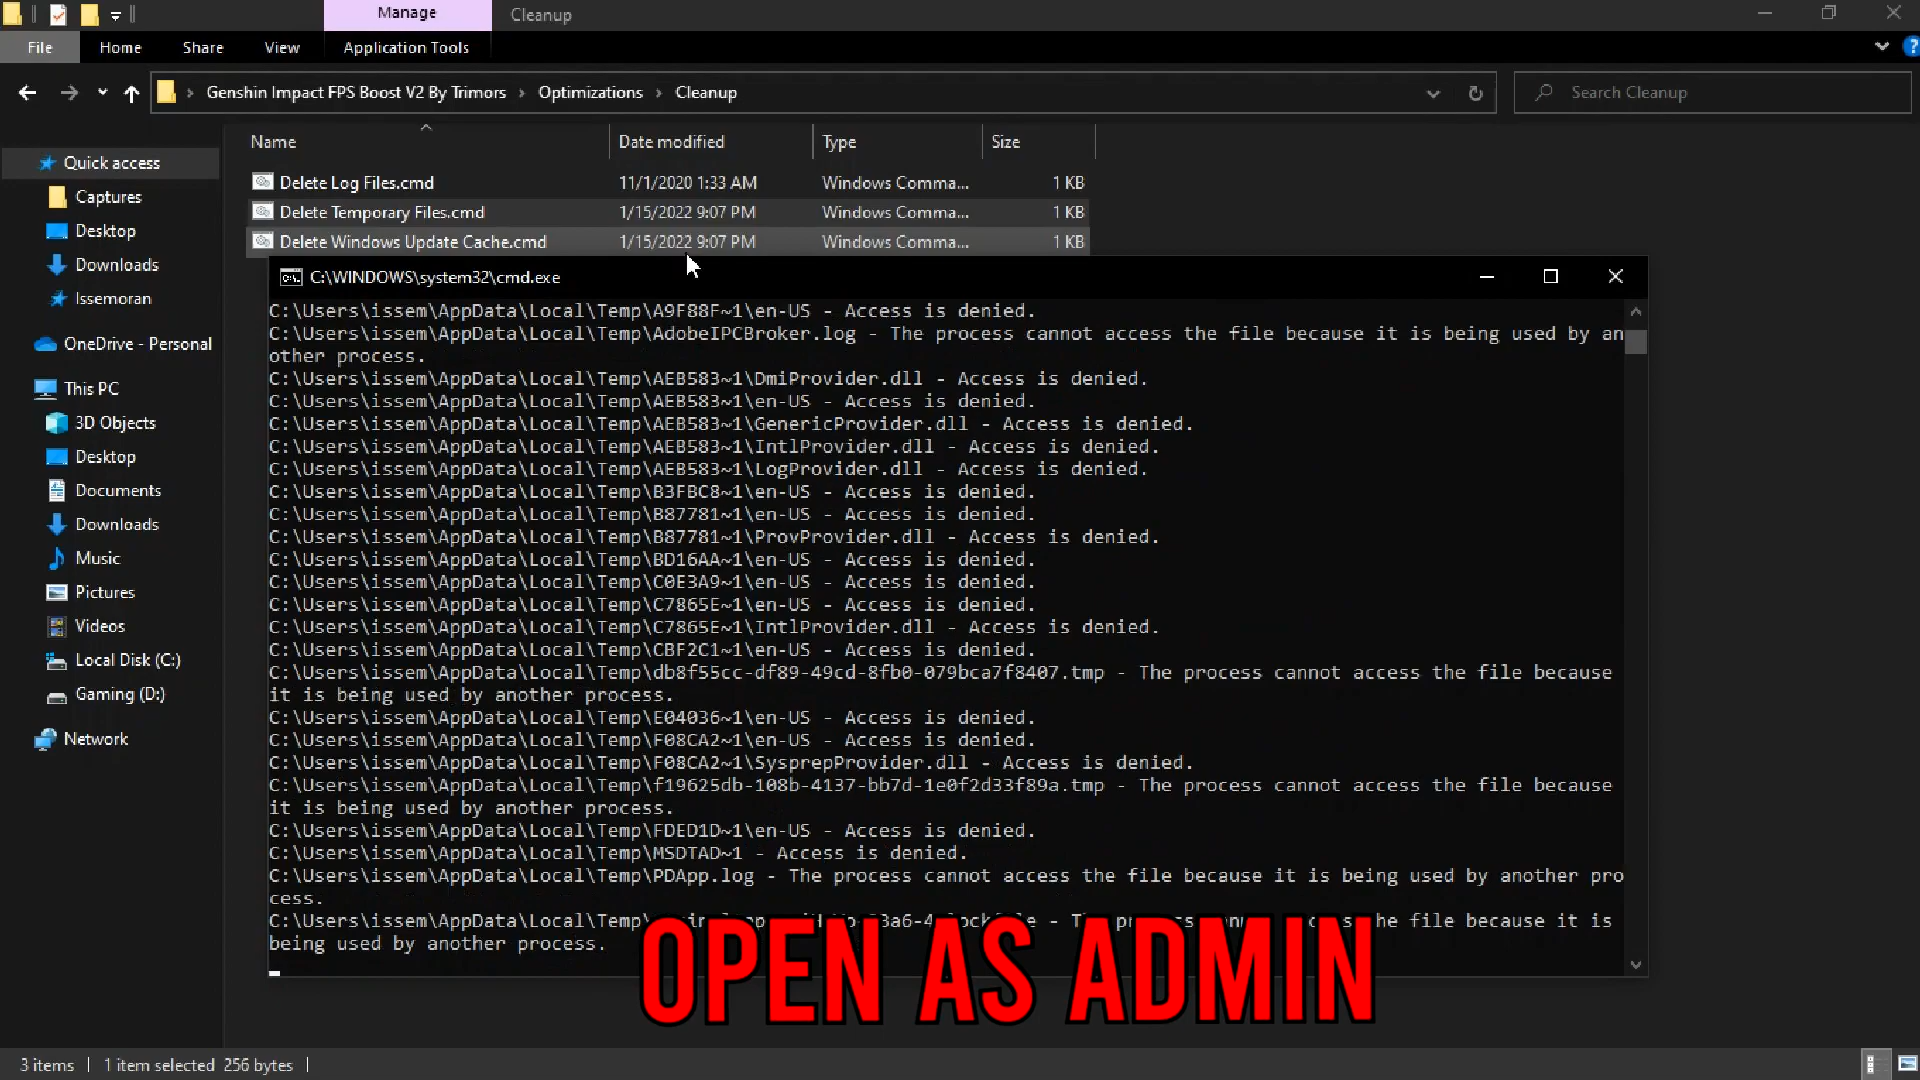 Manage
Cleanup
File
Home
Share
View
Application Tools
Genshin Impact FPS Boost V2 By Trimors
Optimizations
Cleanup
Search Cleanup
Name
Date modified
Type
Size
Delete Log Files.cmd 11/1/2020 1:33 AM Windows Comma... 1 KB
Delete Temporary Files.cmd 1/15/2022 9:07 PM Windows Comma... 1 KB
Delete Windows Update Cache.cmd 1/15/2022 9:07 PM Windows Comma... 1 KB
Quick access
Captures
Desktop
Downloads
Issemoran
OneDrive - Personal
This PC
3D Objects
Desktop
Documents
Downloads
Music
Pictures
Videos
Local Disk (C:)
Gaming (D:)
Network
C:\WINDOWS\system32\cmd.exe
C:\Users\issem\AppData\Local\Temp\A9F88F~1\en-US - Access is denied.
C:\Users\issem\AppData\Local\Temp\AdobeIPCBroker.log - The process cannot access the file because it is being used by an
other process.
C:\Users\issem\AppData\Local\Temp\AEB583~1\DmiProvider.dll - Access is denied.
C:\Users\issem\AppData\Local\Temp\AEB583~1\en-US - Access is denied.
C:\Users\issem\AppData\Local\Temp\AEB583~1\GenericProvider.dll - Access is denied.
C:\Users\issem\AppData\Local\Temp\AEB583~1\IntlProvider.dll - Access is denied.
C:\Users\issem\AppData\Local\Temp\AEB583~1\LogProvider.dll - Access is denied.
C:\Users\issem\AppData\Local\Temp\B3FBC8~1\en-US - Access is denied.
C:\Users\issem\AppData\Local\Temp\B87781~1\en-US - Access is denied.
C:\Users\issem\AppData\Local\Temp\B87781~1\ProvProvider.dll - Access is denied.
C:\Users\issem\AppData\Local\Temp\BD16AA~1\en-US - Access is denied.
C:\Users\issem\AppData\Local\Temp\C0E3A9~1\en-US - Access is denied.
C:\Users\issem\AppData\Local\Temp\C7865E~1\en-US - Access is denied.
C:\Users\issem\AppData\Local\Temp\C7865E~1\IntlProvider.dll - Access is denied.
C:\Users\issem\AppData\Local\Temp\CBF2C1~1\en-US - Access is denied.
C:\Users\issem\AppData\Local\Temp\db8f55cc-df89-49cd-8fb0-079bca7f8407.tmp - The process cannot access the file because
it is being used by another process.
C:\Users\issem\AppData\Local\Temp\E04036~1\en-US - Access is denied.
C:\Users\issem\AppData\Local\Temp\F08CA2~1\en-US - Access is denied.
C:\Users\issem\AppData\Local\Temp\F08CA2~1\SysprepProvider.dll - Access is denied.
C:\Users\issem\AppData\Local\Temp\f19625db-108b-4137-bb7d-1e0f2d33f89a.tmp - The process cannot access the file because
it is being used by another process.
C:\Users\issem\AppData\Local\Temp\FDED1D~1\en-US - Access is denied.
C:\Users\issem\AppData\Local\Temp\MSDTAD~1 - Access is denied.
C:\Users\issem\AppData\Local\Temp\PDApp.log - The process cannot access the file because it is being used by another pro
cess.
C:\Users\issem\AppData\Local\Temp\ file because it is
being used by another process.
OPEN AS ADMIN
3 items
1 item selected 256 bytes